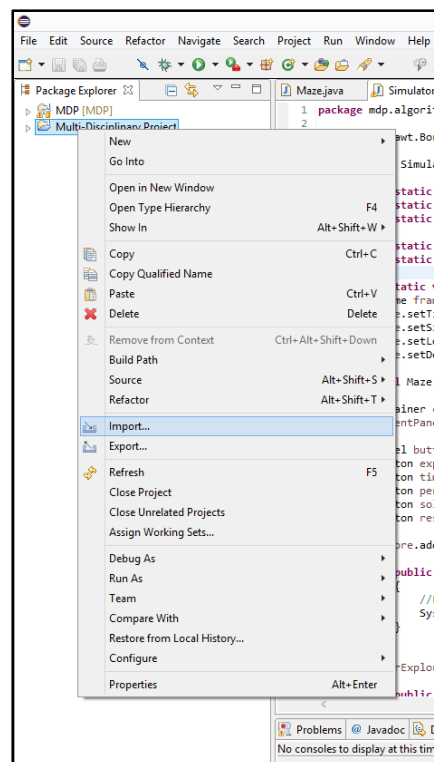 File Edit Source Refactor Navigate Search Project Run Window Help
Package Explorer
MDP [MDP]
Multi-Disciplinary Project
New
Go Into
Open in New Window
Open Type Hierarchy F4
Show In Alt+Shift+W
Copy Ctrl+C
Copy Qualified Name
Paste Ctrl+V
Delete Delete
Remove from Context Ctrl+Alt+Shift+Down
Build Path
Source Alt+Shift+S
Refactor Alt+Shift+T
Import...
Export...
Refresh F5
Close Project
Close Unrelated Projects
Assign Working Sets...
Debug As
Run As
Team
Compare With
Restore from Local History...
Configure
Properties Alt+Enter
Maze.java Simulator
1 package mdp.algorit
2
awt.Bor
Simula
static
static
static
static
static
tatic v
me fram
e.setTi
e.setSi
e.setLo
e.setDe
l Maze
ainer c
entPane
el butt
ton exp
ton tim
ton per
ton sol
ton res
ore.add
public
{
//
Sys
}
rExplor
public
Problems @ Javadoc D
No consoles to display at this tim